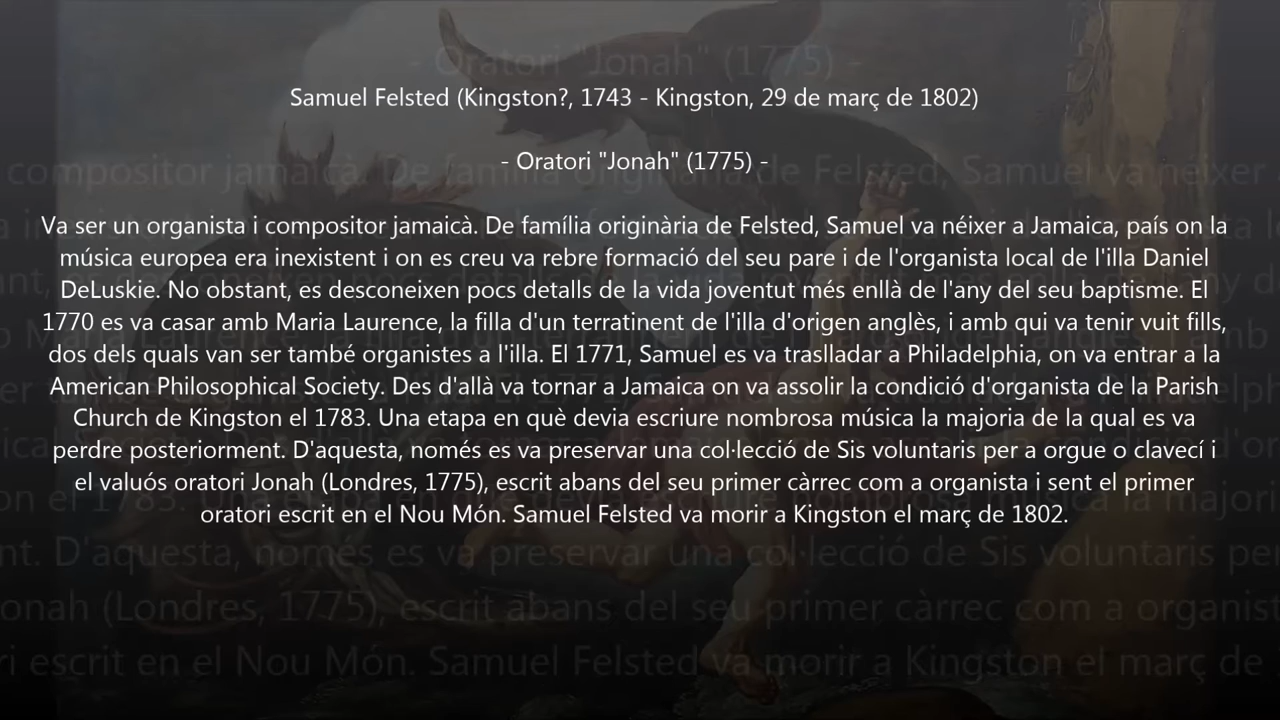 Samuel Felsted (Kingston?, 1743 - Kingston, 29 de març de 1802)
- Oratori "Jonah" (1775) -
Va ser un organista i compositor jamaicà. De família originària de Felsted, Samuel va néixer a Jamaica, país on la
música europea era inexistent i on es creu va rebre formació del seu pare i de l'organista local de l'illa Daniel
DeLuskie. No obstant, es desconeixen pocs detalls de la vida joventut més enllà de l'any del seu baptisme. El
1770 es va casar amb Maria Laurence, la filla d'un terratinent de l'illa d'origen anglès, i amb qui va tenir vuit fills,
dos dels quals van ser també organistes a l'illa. El 1771, Samuel es va traslladar a Philadelphia, on va entrar a la
American Philosophical Society. Des d'allà va tornar a Jamaica on va assolir la condició d'organista de la Parish
Church de Kingston el 1783. Una etapa en què devia escriure nombrosa música la majoria de la qual es va
perdre posteriorment. D'aquesta, només es va preservar una col·lecció de Sis voluntaris per a orgue o clavecí i
el valuós oratori Jonah (Londres, 1775), escrit abans del seu primer càrrec com a organista i sent el primer
oratori escrit en el Nou Món. Samuel Felsted va morir a Kingston el març de 1802.